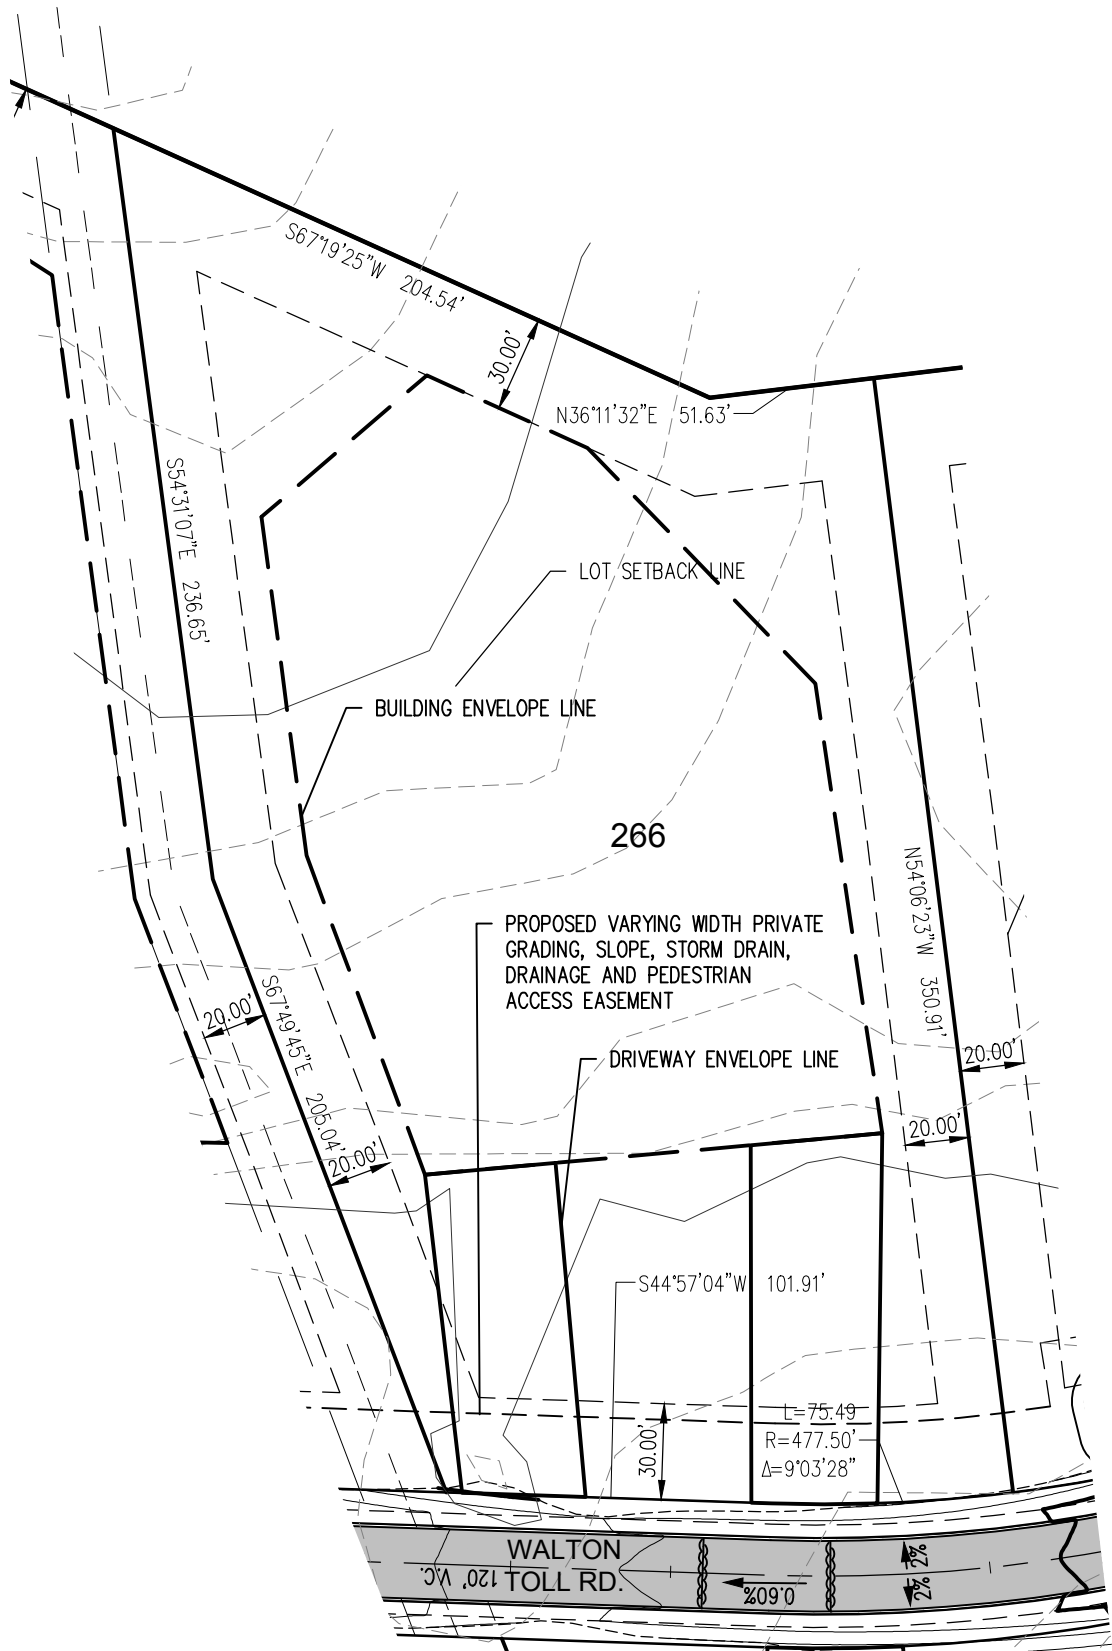 S67°19'25"W 204.54'
30.00'
N36°11'32"E 51.63'
S54°31'07"E 236.65'
LOT SETBACK LINE
BUILDING ENVELOPE LINE
266
N54°06'23"W 350.91'
PROPOSED VARYING WIDTH PRIVATE
GRADING, SLOPE, STORM DRAIN,
DRAINAGE AND PEDESTRIAN
ACCESS EASEMENT
S67°49'45"E 205.04'
20.00'
DRIVEWAY ENVELOPE LINE
20.00'
20.00'
20.00'
S44°57'04"W 101.91'
L=75.49
R=477.50'
Δ=9°03'28"
30.00'
WALTON
TOLL RD.
120' V.C.
0.60%
2%
2%